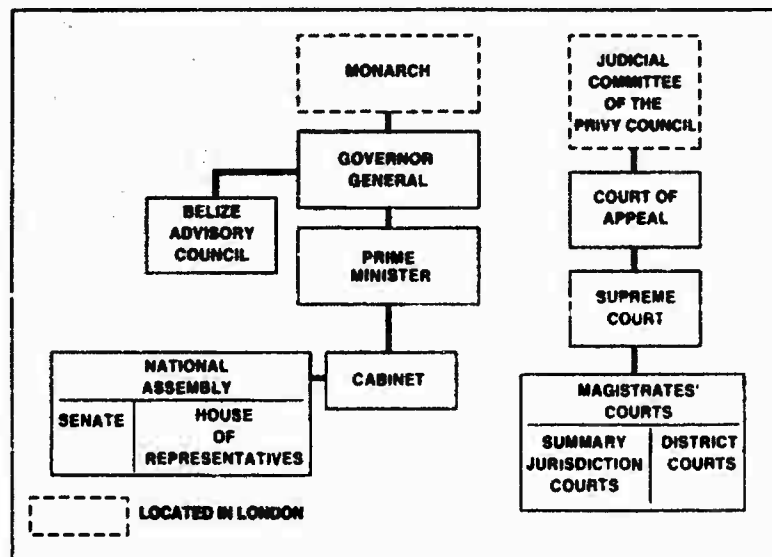 MONARCH
GOVERNOR
GENERAL
BELIZE
ADVISORY
COUNCIL
PRIME
MINISTER
CABINET
NATIONAL
ASSEMBLY
SENATE
HOUSE
OF
REPRESENTATIVES
JUDICIAL
COMMITTEE
OF THE
PRIVY COUNCIL
COURT OF
APPEAL
SUPREME
COURT
MAGISTRATES'
COURTS
SUMMARY
JURISDICTION
COURTS
DISTRICT
COURTS
LOCATED IN LONDON